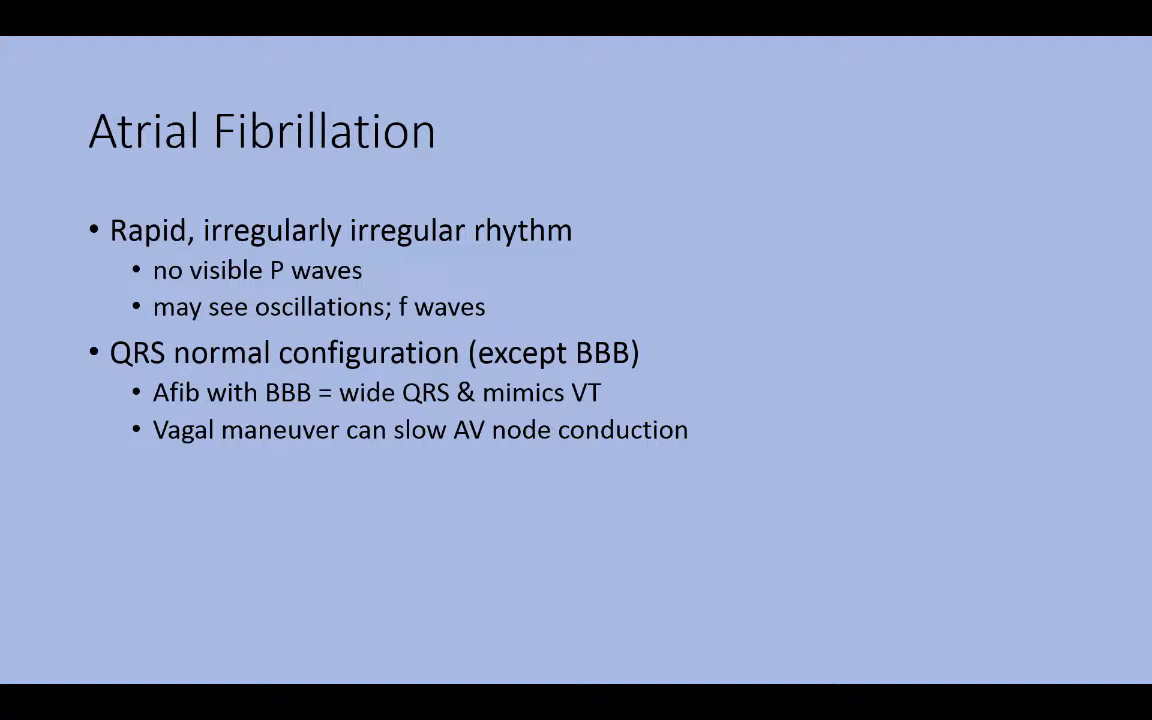 Atrial Fibrillation
• Rapid, irregularly irregular rhythm
• no visible P waves
• may see oscillations; f waves
• QRS normal configuration (except BBB)
• Afib with BBB = wide QRS & mimics VT
• Vagal maneuver can slow AV node conduction